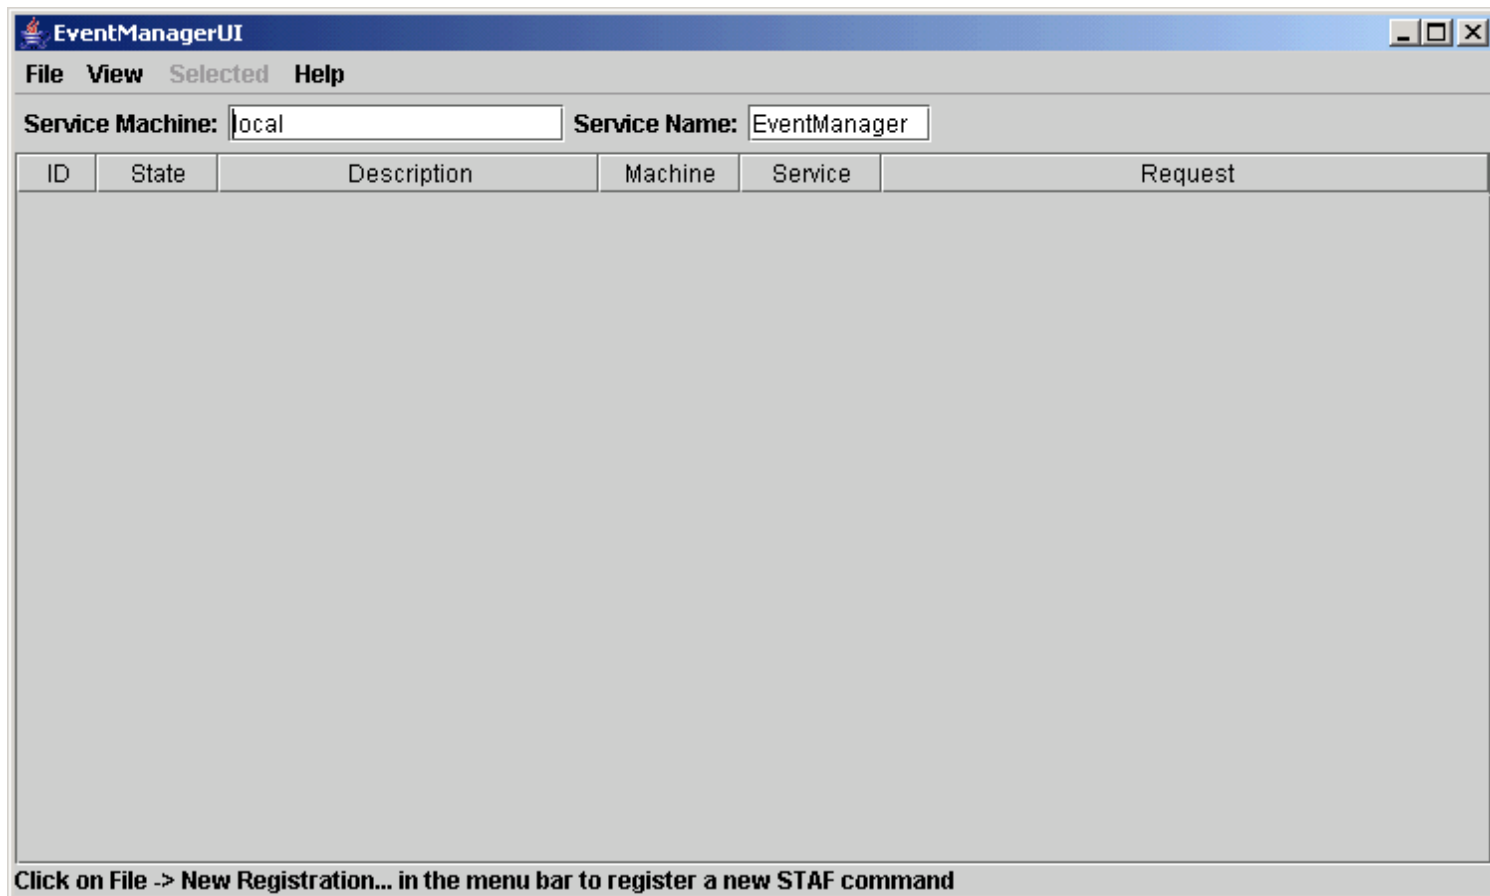 EventManagerUI
File View Selected Help
Service Machine: local Service Name: EventManager
ID State Description Machine Service Request
Click on File -> New Registration... in the menu bar to register a new STAF command